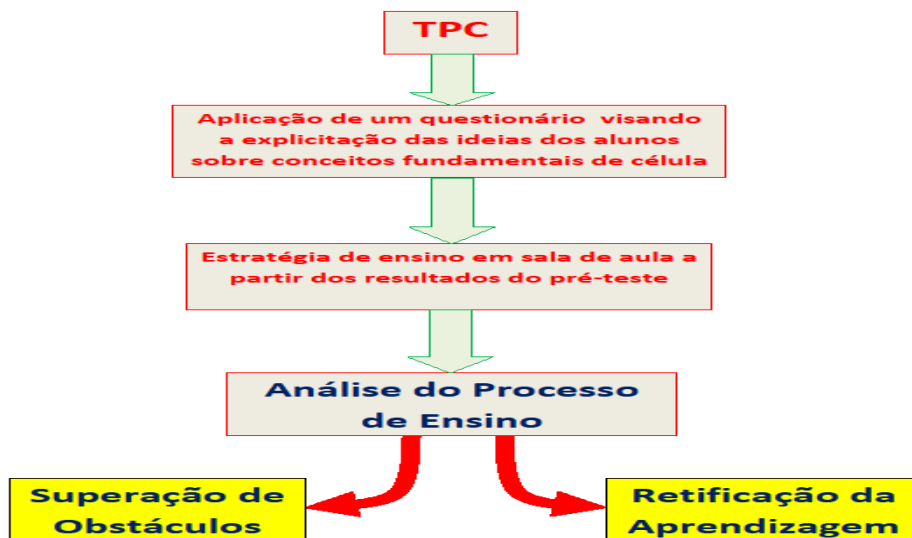 TPC
Aplicação de um questionário visando
a explicitação das ideias dos alunos
sobre conceitos fundamentais de célula
Estratégia de ensino em sala de aula a
partir dos resultados do pré-teste
Análise do Processo
de Ensino
Superação de
Obstáculos
Retificação da
Aprendizagem